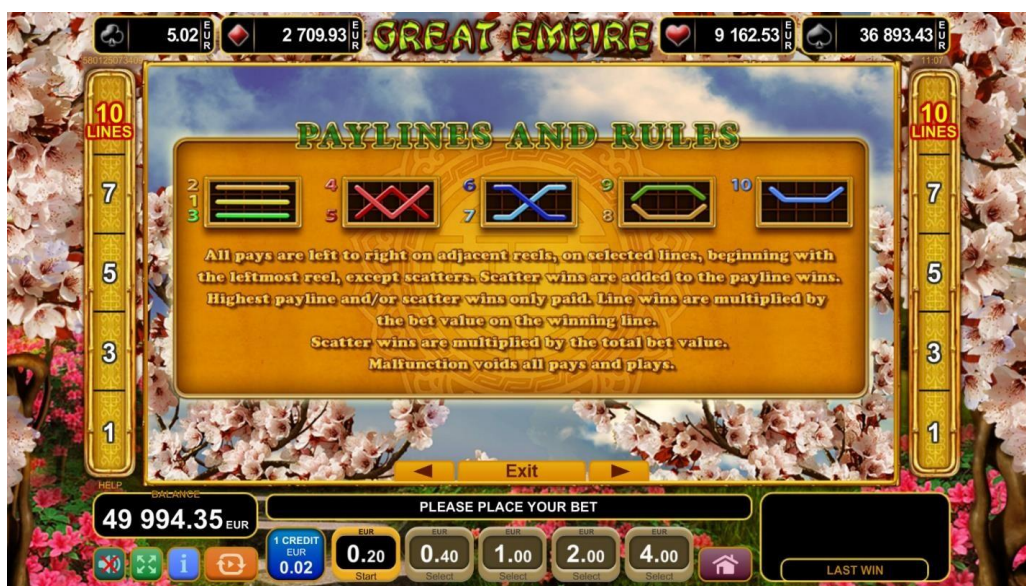 5.02 EUR
2 709.93 EUR
GREAT EMPIRE
9 162.53 EUR
36 893.43 EUR
11:07
10
LINES
7
5
3
1
10
LINES
7
5
3
1
PAYLINES AND RULES
2
1
3
4
5
6
7
9
8
10
All pays are left to right on adjacent reels, on selected lines, beginning with
the leftmost reel, except scatters. Scatter wins are added to the payline wins.
Highest payline and/or scatter wins only paid. Line wins are multiplied by
the bet value on the winning line.
Scatter wins are multiplied by the total bet value.
Malfunction voids all pays and plays.
Exit
HELP
BALANCE
49 994.35 EUR
PLEASE PLACE YOUR BET
1 CREDIT
EUR
0.02
EUR
0.20
Start
EUR
0.40
Select
EUR
1.00
Select
EUR
2.00
Select
EUR
4.00
Select
LAST WIN